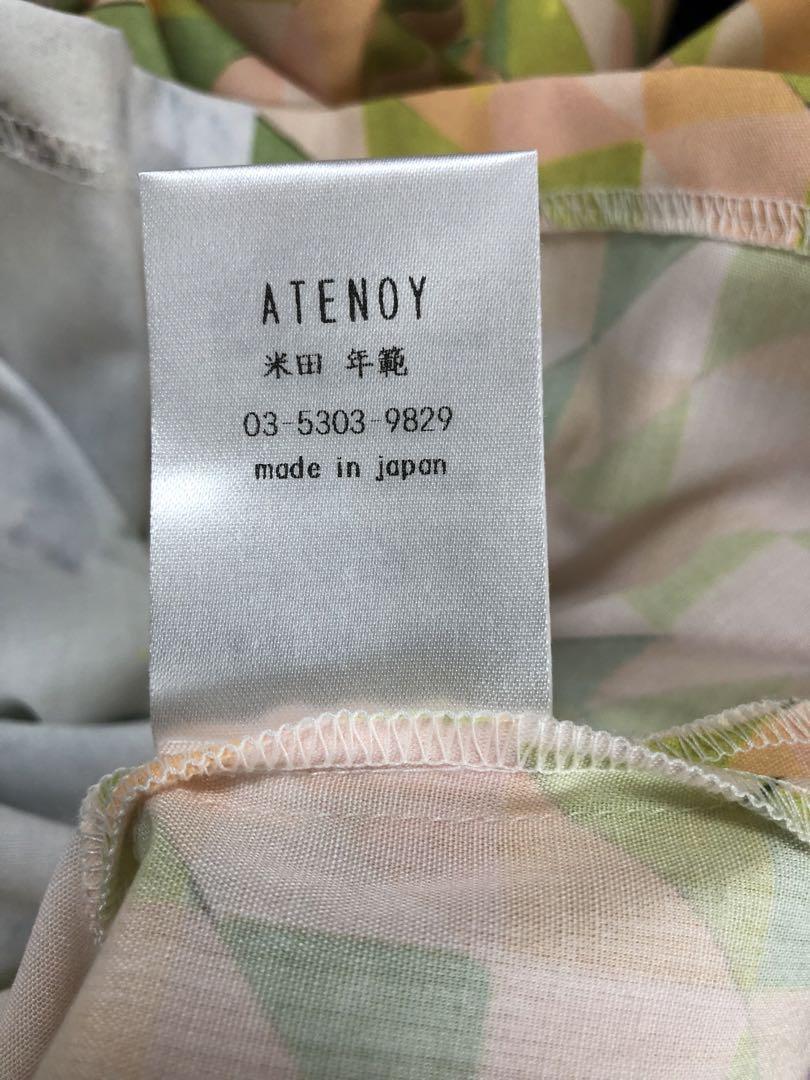 ATENOY
米田 年範
03-5303-9829
made in japan